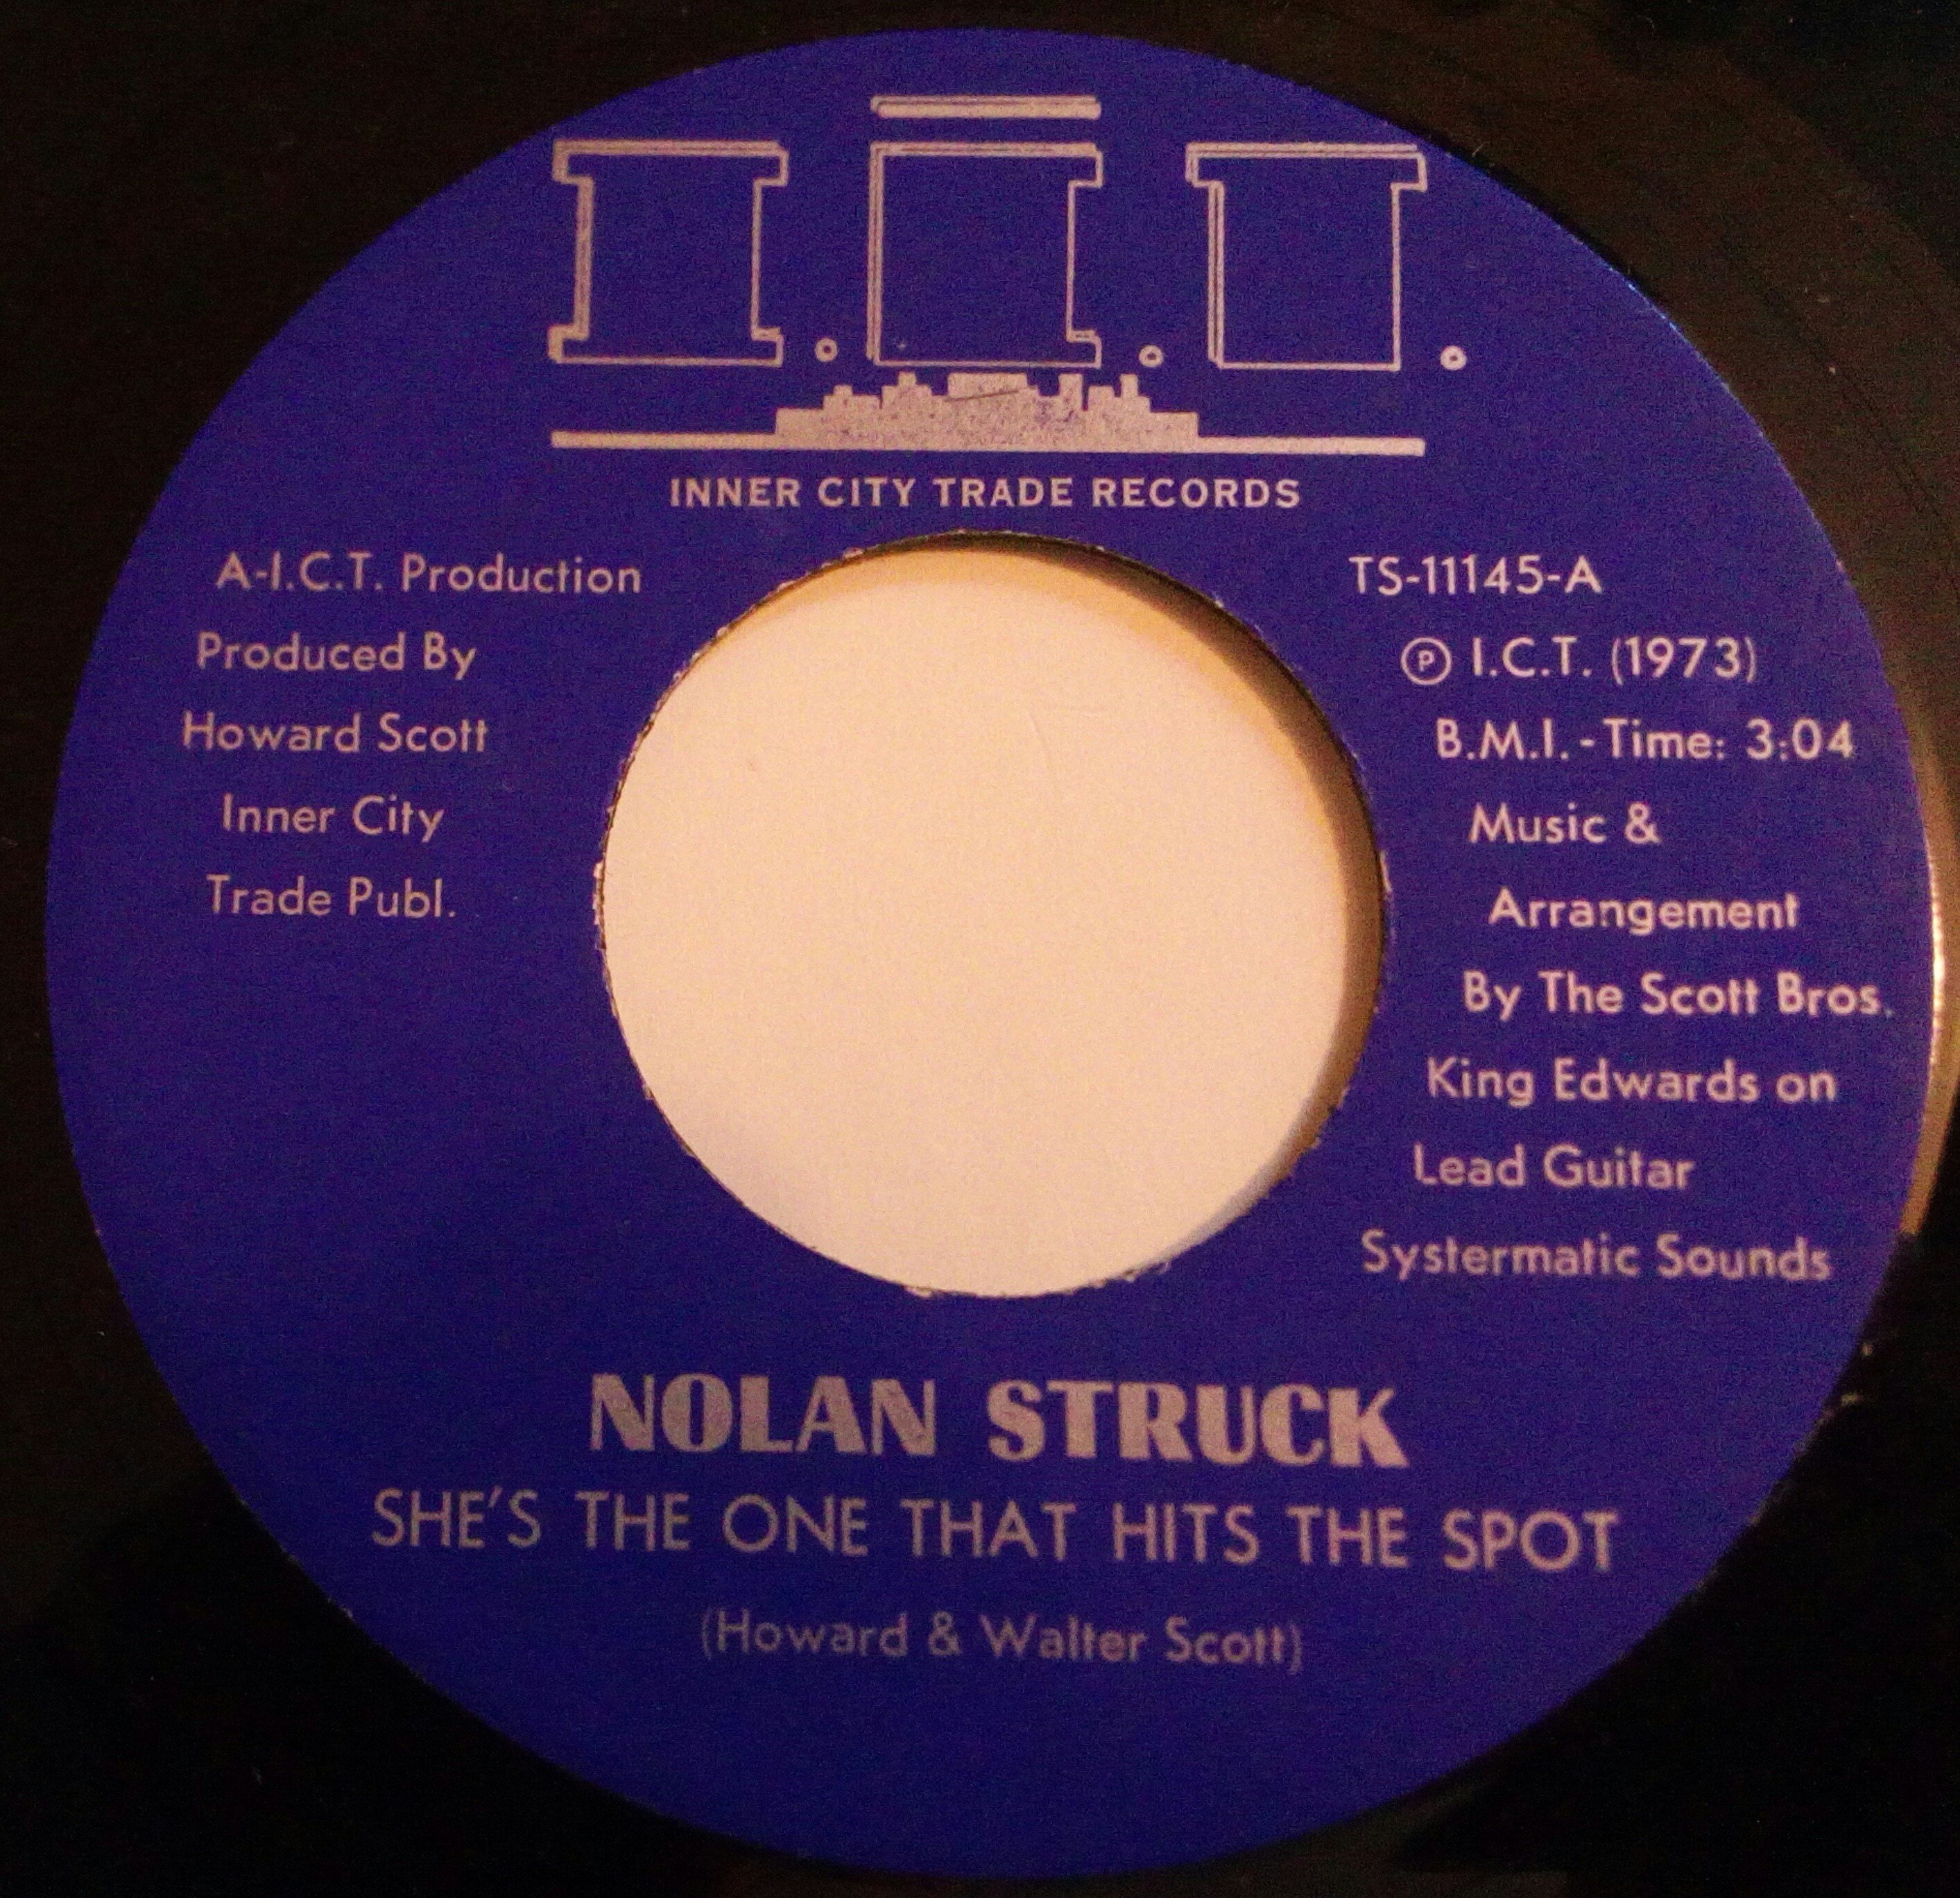 I.C.T.
INNER CITY TRADE RECORDS
A-I.C.T. Production
Produced By
Howard Scott
Inner City
Trade Publ.
TS-11145-A
Ⓟ I.C.T. (1973)
B.M.I. - Time: 3:04
Music &
Arrangement
By The Scott Bros.
King Edwards on
Lead Guitar
Systermatic Sounds
NOLAN STRUCK
SHE'S THE ONE THAT HITS THE SPOT
(Howard & Walter Scott)